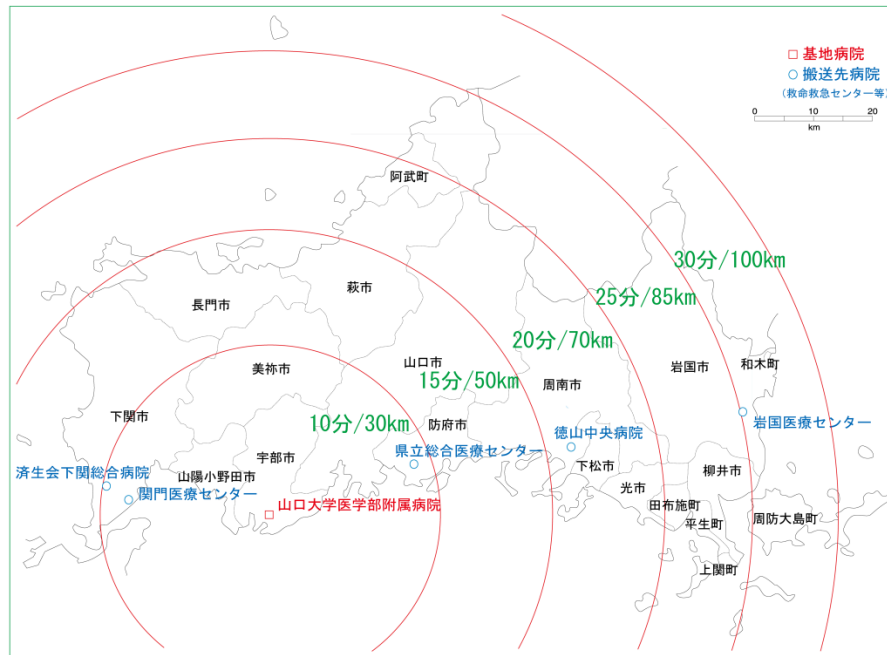 □ 基地病院
○ 搬送先病院
(救命救急センター等)
0 10 20
km
阿武町
30分/100km
25分/85km
萩市
長門市
20分/70km
山口市
岩国市
和木町
美祢市
15分/50km
周南市
下関市
10分/30km
防府市
岩国医療センター
徳山中央病院
県立総合医療センター
宇部市
下松市
済生会下関総合病院
山陽小野田市
柳井市
光市
関門医療センター
山口大学医学部附属病院
田布施町
平生町
周防大島町
上関町